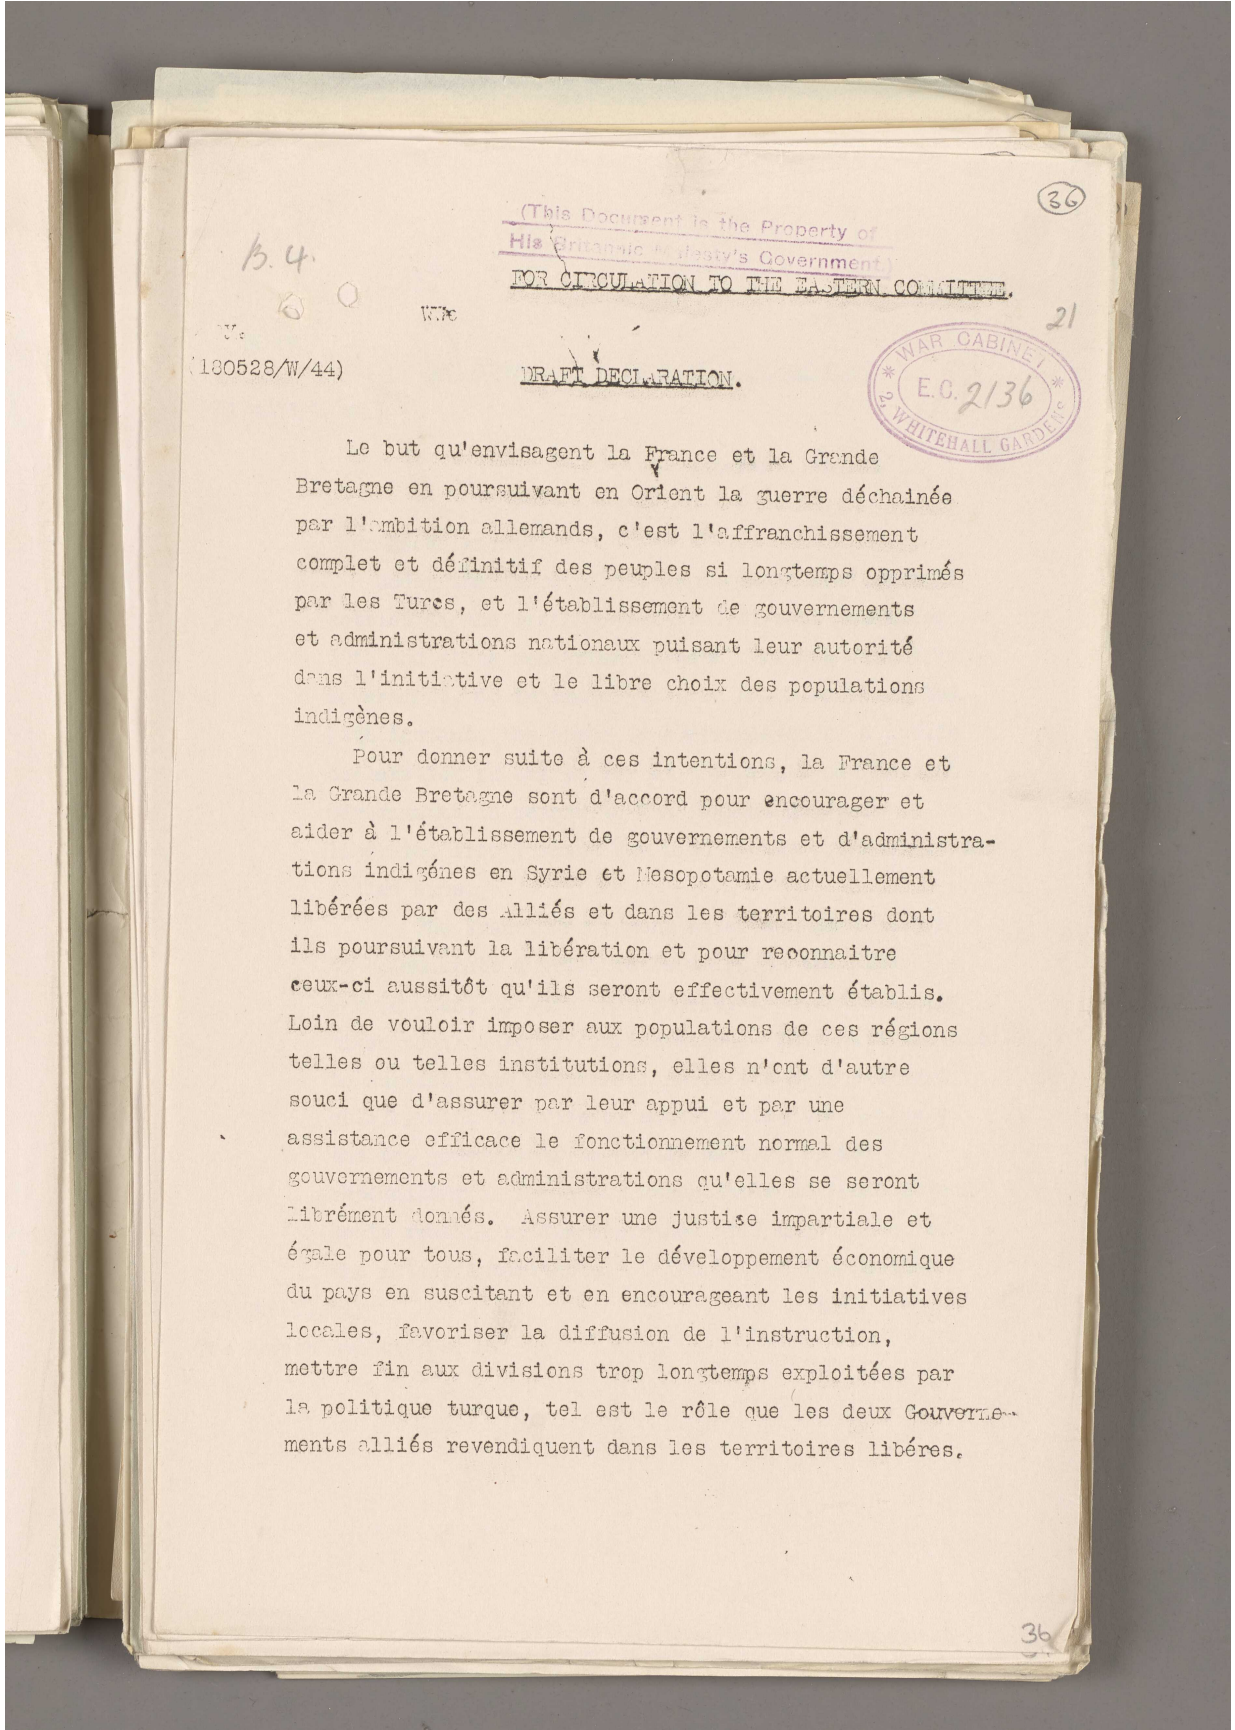 36
(This Document is the Property of
His Britannic Majesty's Government.)
B. 4.
FOR CIRCULATION TO THE EASTERN COMMITTEE.
21
(180528/W/44)
DRAFT DECLARATION.
WAR CABINET
E.C. 2136
2, WHITEHALL GARDENS
Le but qu'envisagent la France et la Grande
Bretagne en poursuivant en Orient la guerre déchainée
par l'ambition allemands, c'est l'affranchissement
complet et définitif des peuples si longtemps opprimés
par les Turcs, et l'établissement de gouvernements
et administrations nationaux puisant leur autorité
dans l'initiative et le libre choix des populations
indigènes.
Pour donner suite à ces intentions, la France et
la Grande Bretagne sont d'accord pour encourager et
aider à l'établissement de gouvernements et d'administra-
tions indigénes en Syrie et Mesopotamie actuellement
libérées par des Alliés et dans les territoires dont
ils poursuivant la libération et pour reconnaitre
ceux-ci aussitôt qu'ils seront effectivement établis.
Loin de vouloir imposer aux populations de ces régions
telles ou telles institutions, elles n'ont d'autre
souci que d'assurer par leur appui et par une
assistance efficace le fonctionnement normal des
gouvernements et administrations qu'elles se seront
librément donnés. Assurer une justise impartiale et
égale pour tous, faciliter le développement économique
du pays en suscitant et en encourageant les initiatives
locales, favoriser la diffusion de l'instruction,
mettre fin aux divisions trop longtemps exploitées par
la politique turque, tel est le rôle que les deux Gouverne-
ments alliés revendiquent dans les territoires libéres.
36